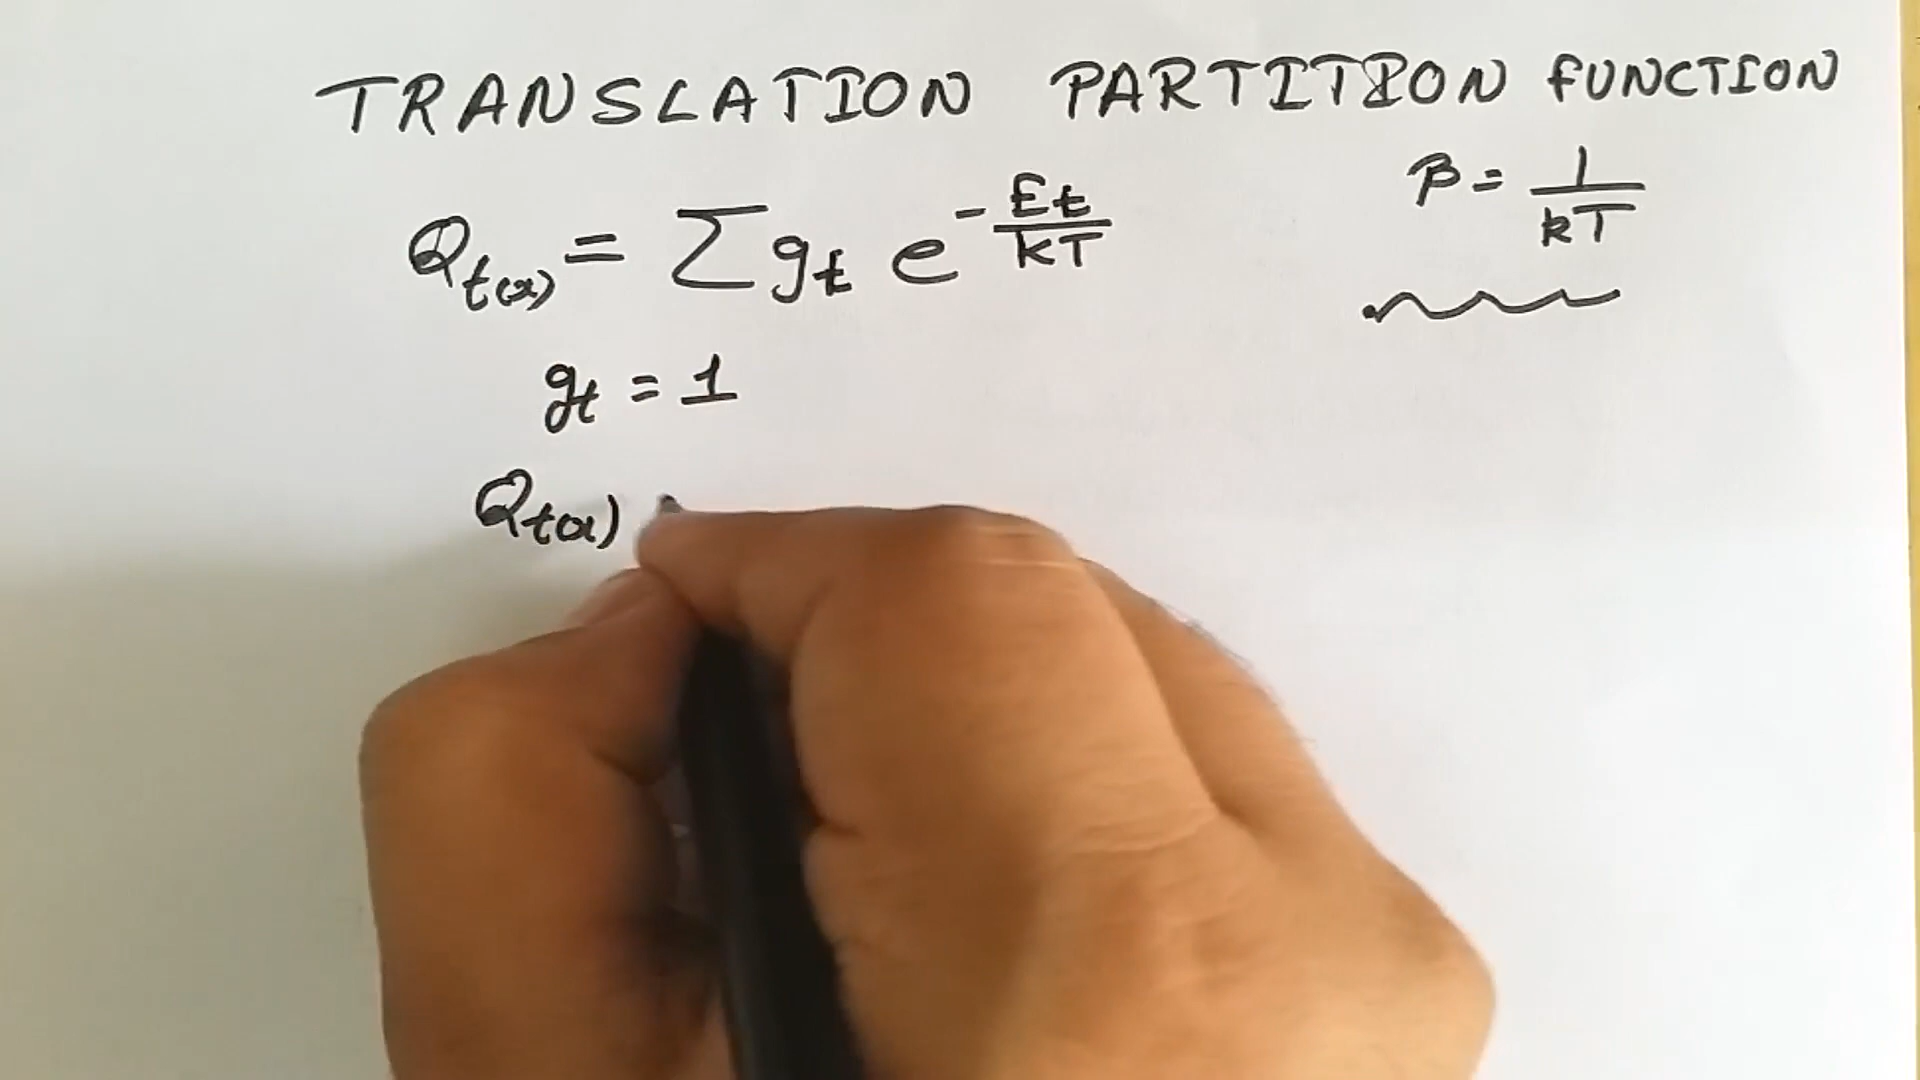 TRANSLATION PARTITION FUNCTION
β = 1/kT
Q_t(x) = Σ g_t e^(-E_t/kT)
g_t = 1
Q_t(x)